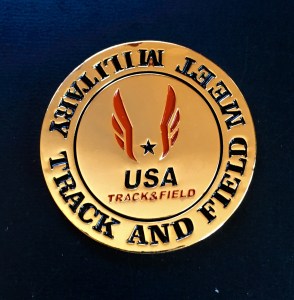 MILITARY TRACK AND FIELD MEET
USA
TRACK&FIELD